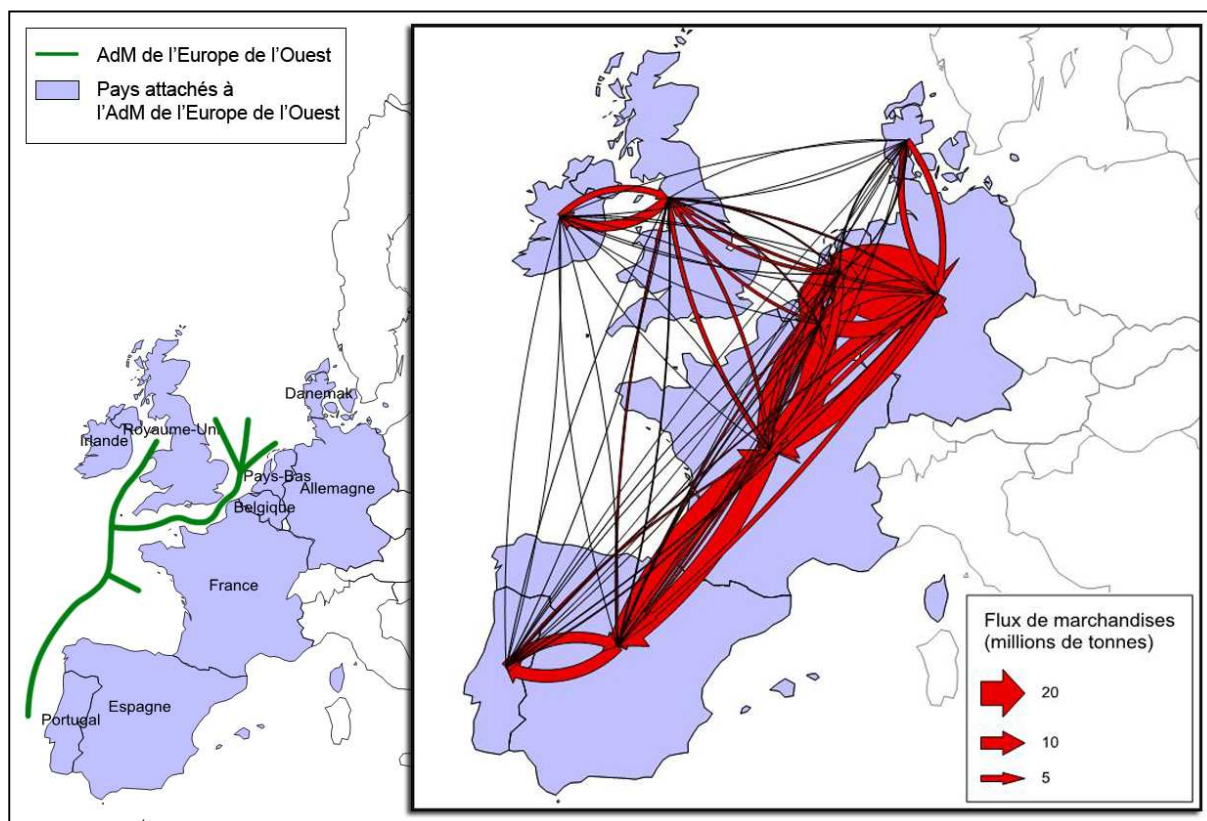 AdM de l'Europe de l'Ouest
Pays attachés à
l'AdM de l'Europe de l'Ouest
Danemak
Royaume-Uni
Irlande
Pays-Bas
Allemagne
Belgique
France
Espagne
Portugal
Flux de marchandises
(millions de tonnes)
20
10
5